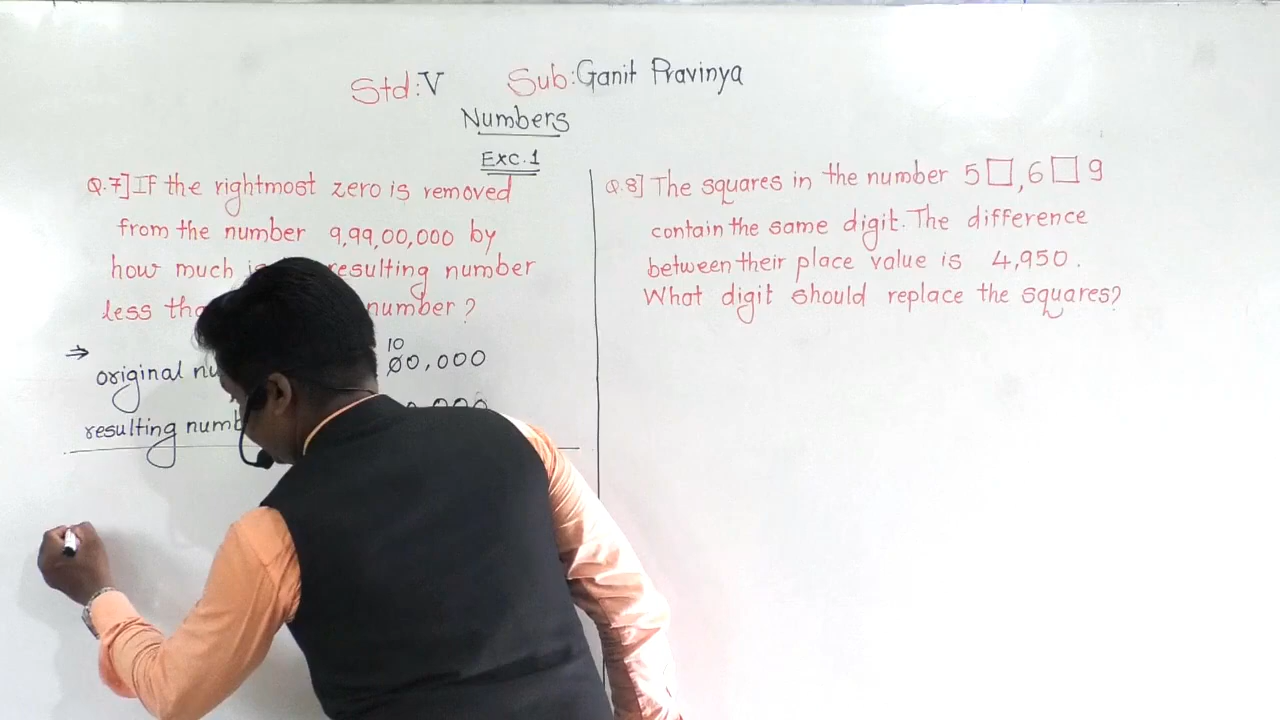 Std:V Sub:Ganit Pravinya
Numbers
Exc.1
Q.7] If the rightmost zero is removed
from the number 9,99,00,000 by
how much resulting number
less number ?
⇒ original 10
00,000
resulting
Q.8] The squares in the number 5□,6□9
contain the same digit. The difference
between their place value is 4,950.
What digit should replace the squares?